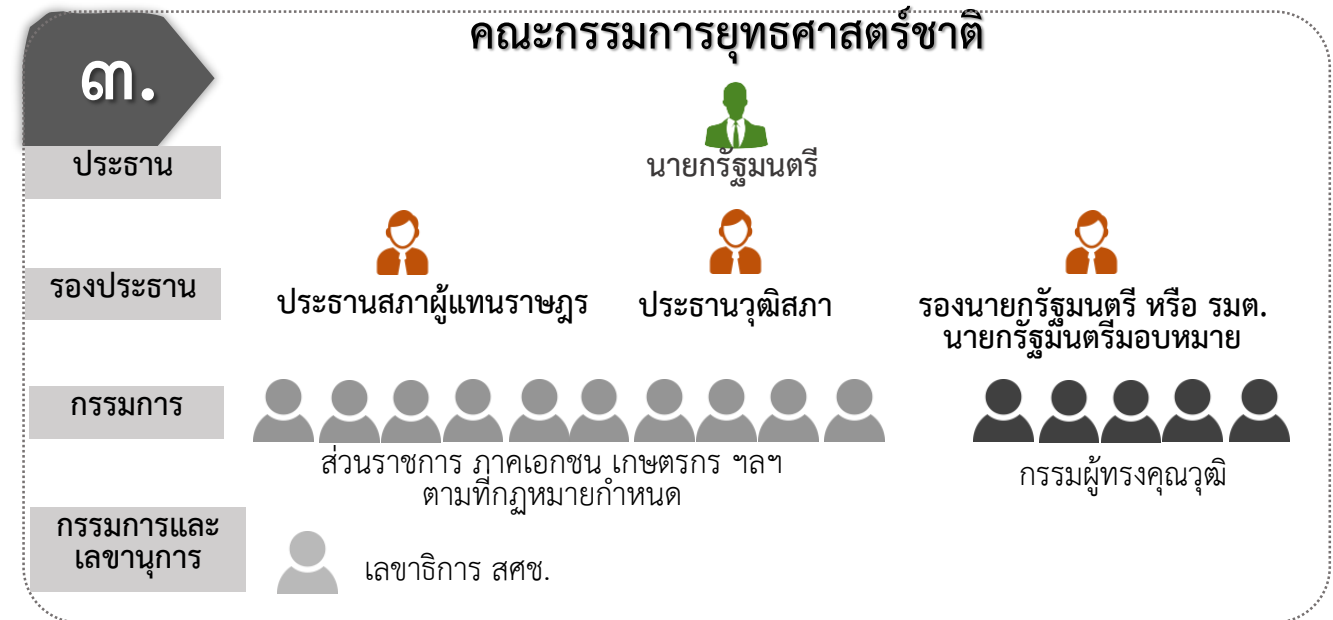 คณะกรรมการยุทธศาสตร์ชาติ
๓.
ประธาน
นายกรัฐมนตรี
รองประธาน
ประธานสภาผู้แทนราษฎร
ประธานวุฒิสภา
รองนายกรัฐมนตรี หรือ รมต.
นายกรัฐมนตรีมอบหมาย
กรรมการ
ส่วนราชการ ภาคเอกชน เกษตรกร ฯลฯ
ตามที่กฎหมายกำหนด
กรรมผู้ทรงคุณวุฒิ
กรรมการและ
เลขานุการ
เลขาธิการ สศช.